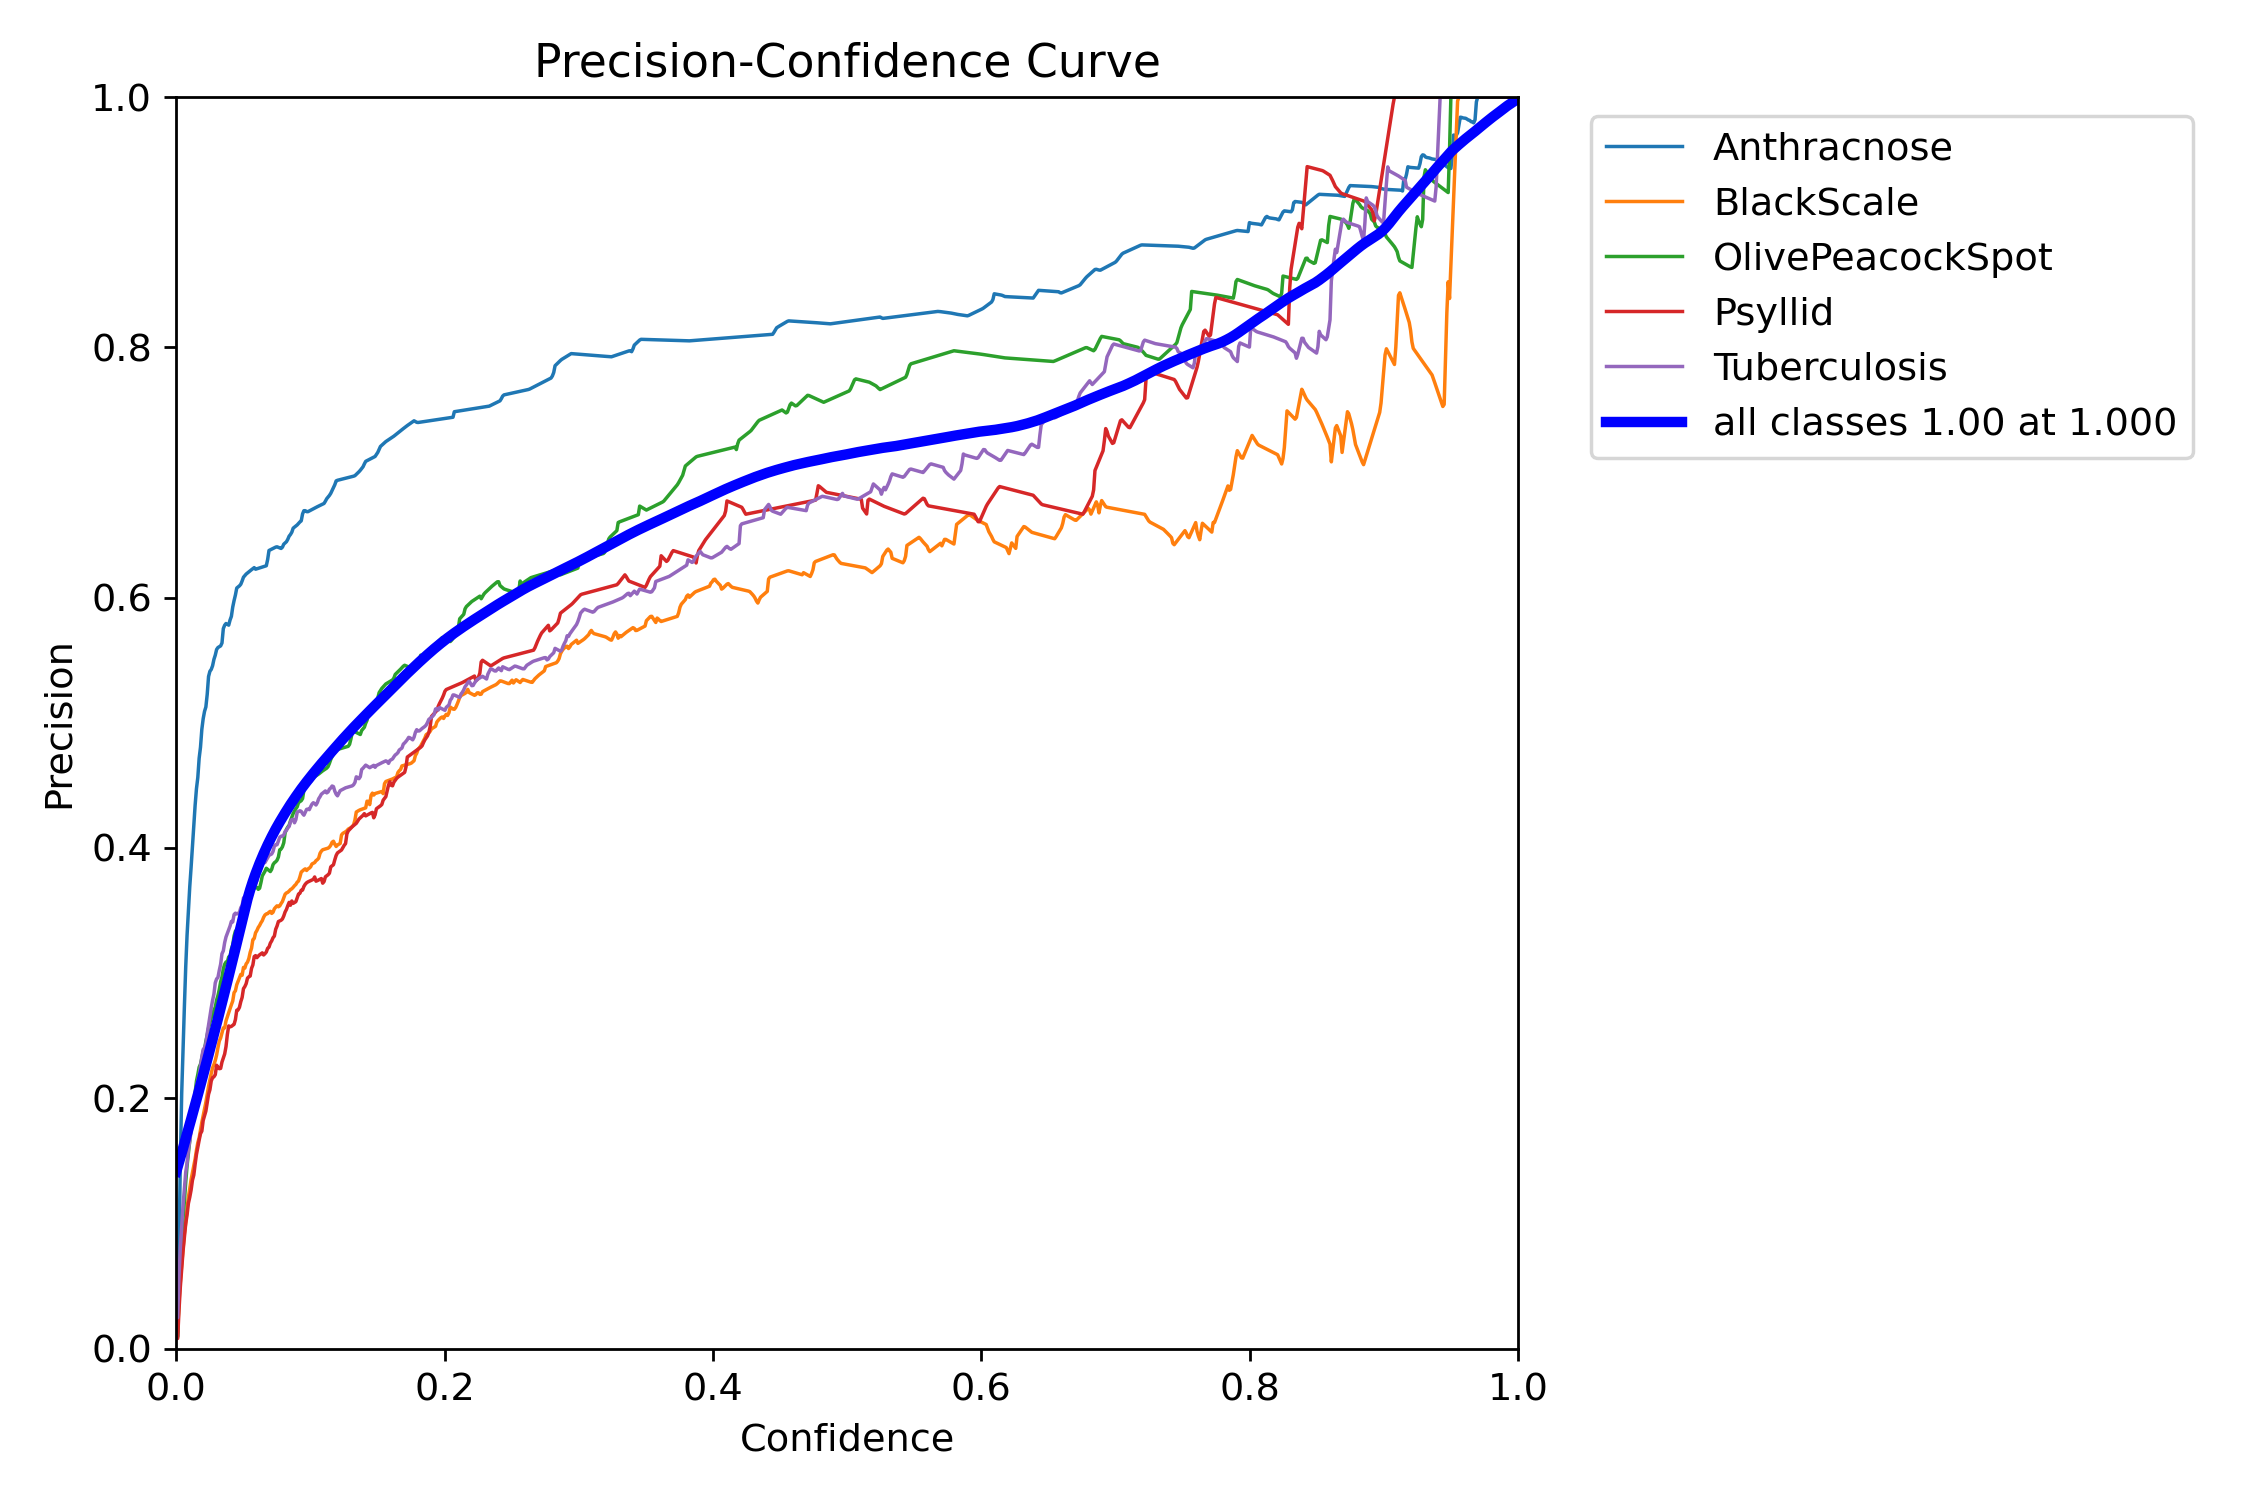 Precision-Confidence Curve
1.0
0.8
0.6
0.4
0.2
0.0
Precision
0.0 0.2 0.4 0.6 0.8 1.0
Confidence
Anthracnose
BlackScale
OlivePeacockSpot
Psyllid
Tuberculosis
all classes 1.00 at 1.000